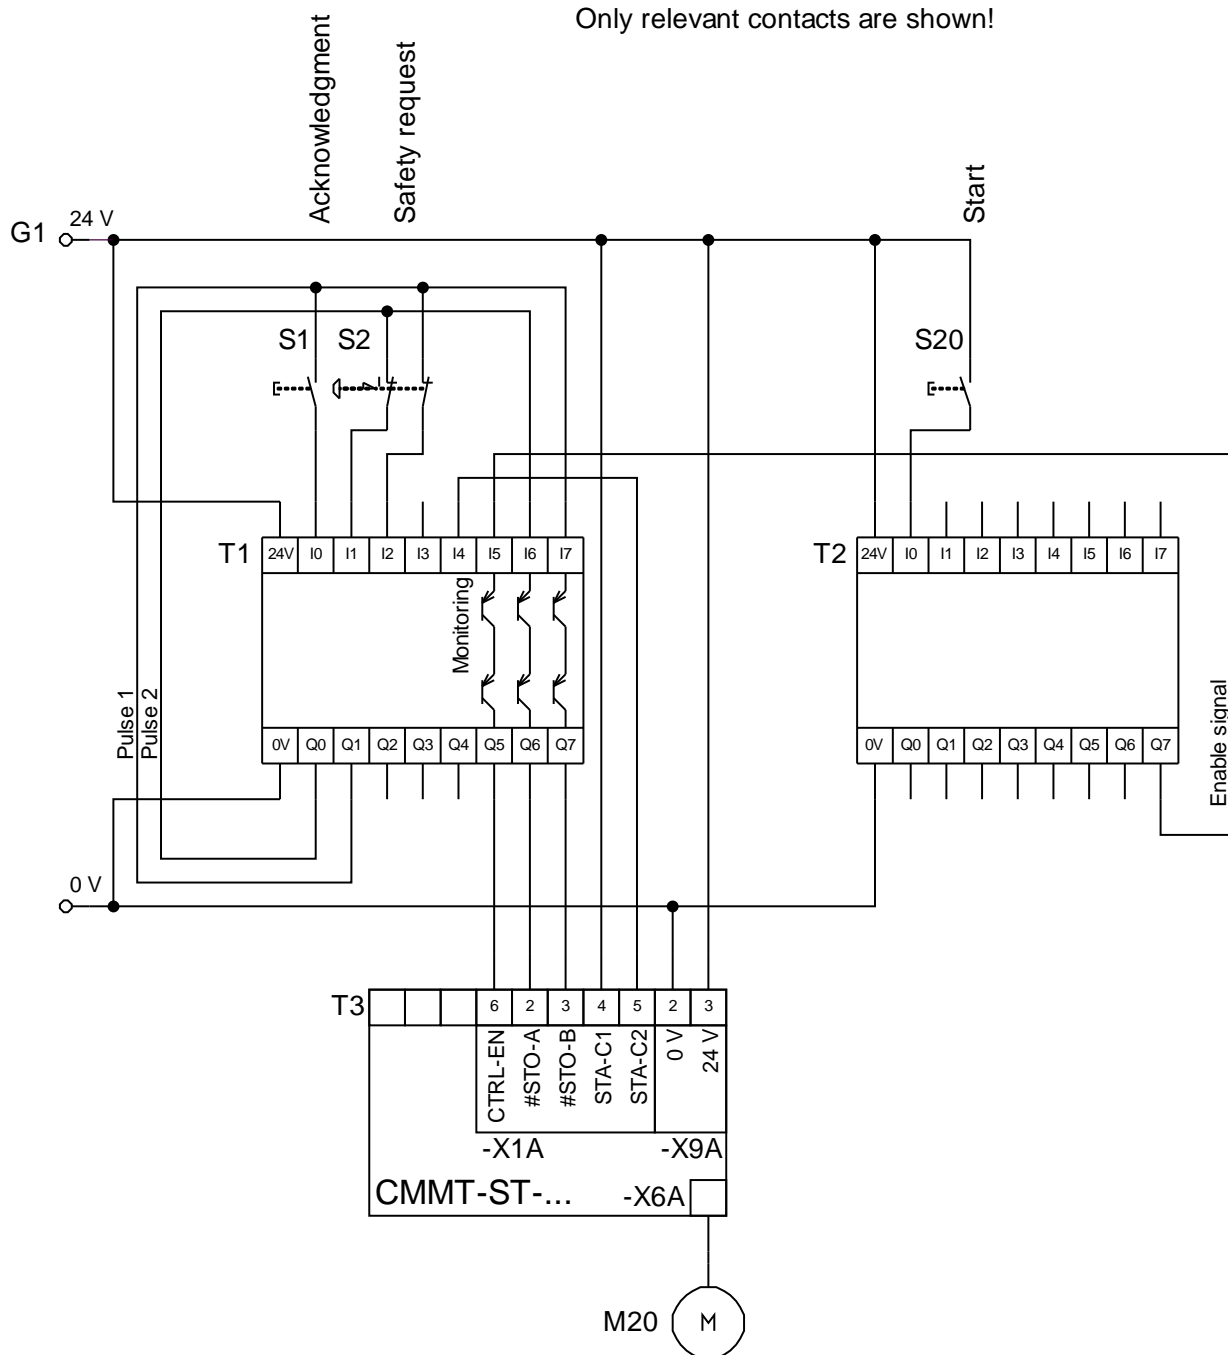 Only relevant contacts are shown!
Acknowledgment
Safety request
Start
G1
24 V
S1
S2
S20
T1
24V I0 I1 I2 I3 I4 I5 I6 I7
T2
24V I0 I1 I2 I3 I4 I5 I6 I7
Monitoring
Pulse 1
Pulse 2
0V Q0 Q1 Q2 Q3 Q4 Q5 Q6 Q7
0V Q0 Q1 Q2 Q3 Q4 Q5 Q6 Q7
Enable signal
0 V
T3
6 2 3 4 5 2 3
CTRL-EN
#STO-A
#STO-B
STA-C1
STA-C2
0 V
24 V
-X1A
-X9A
CMMT-ST-...
-X6A
M20
M